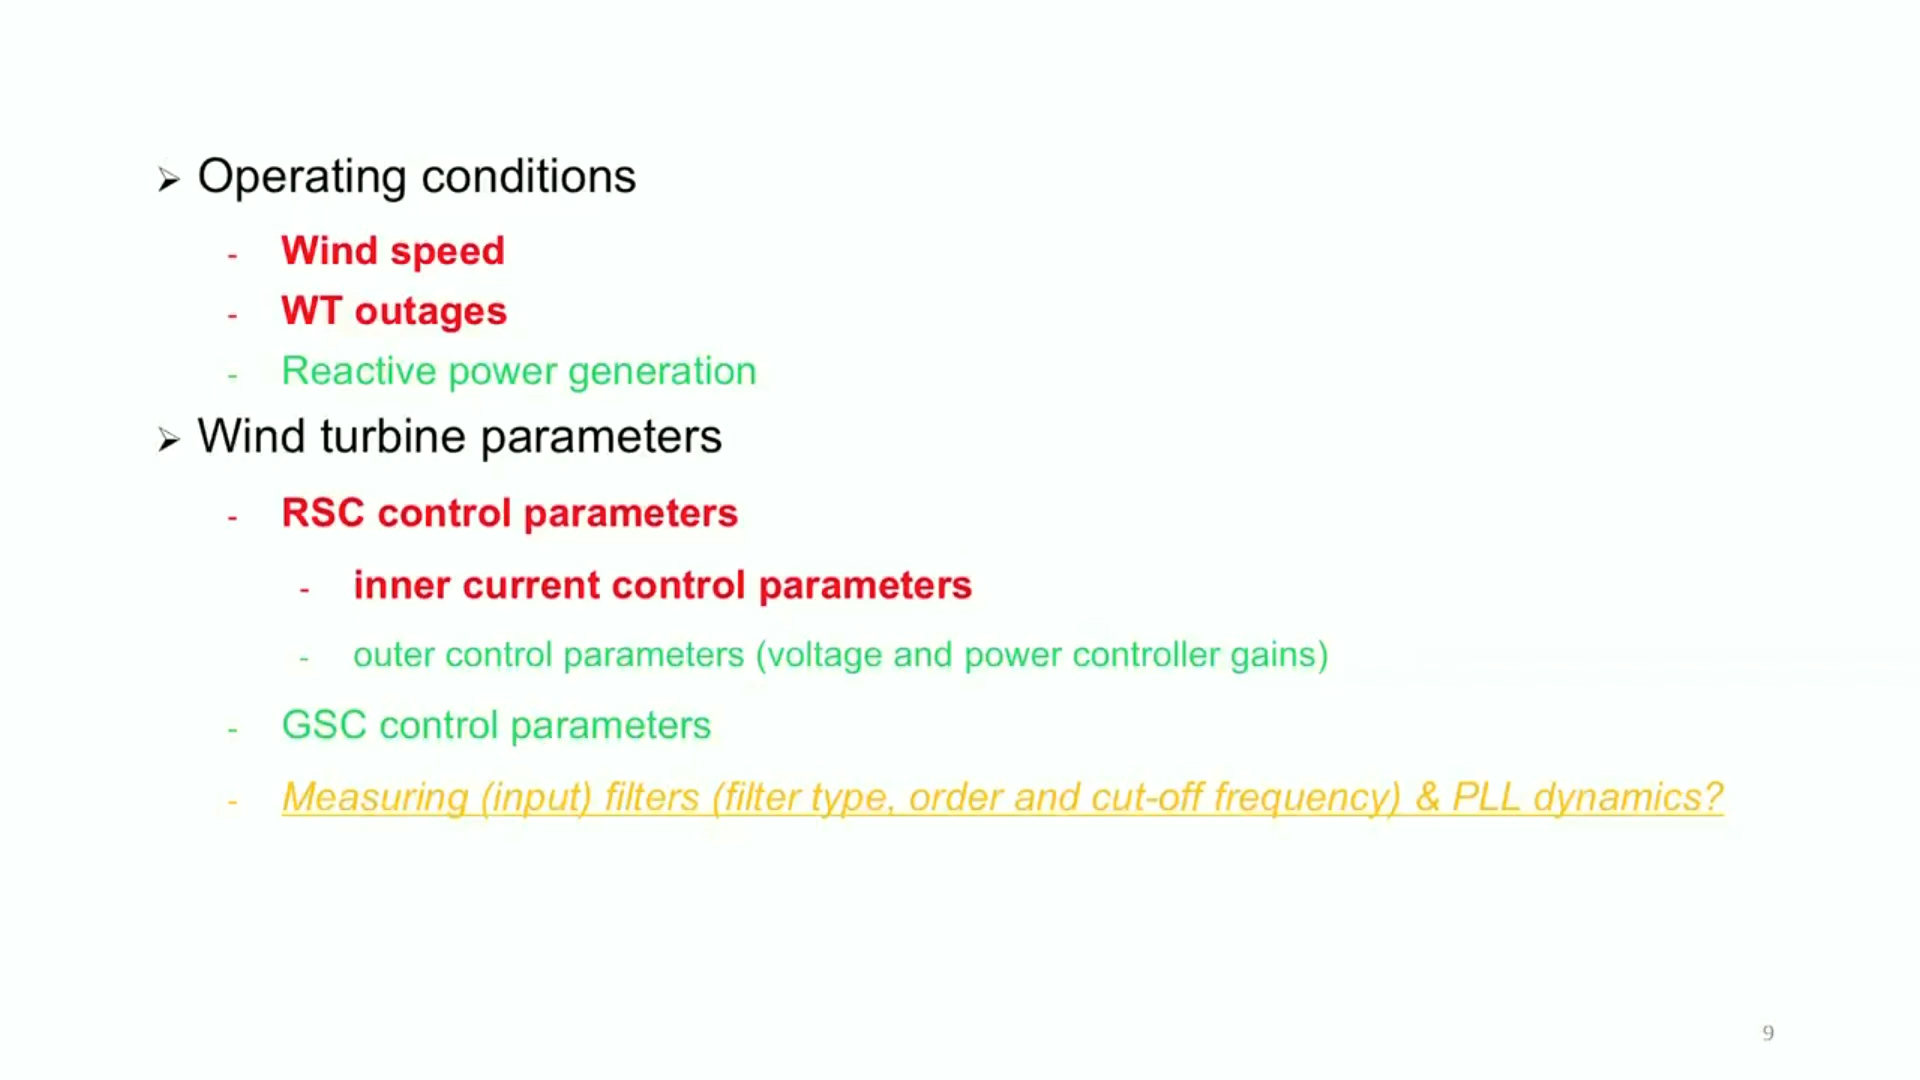 ➢ Operating conditions
- Wind speed
- WT outages
- Reactive power generation
➢ Wind turbine parameters
- RSC control parameters
- inner current control parameters
- outer control parameters (voltage and power controller gains)
- GSC control parameters
- Measuring (input) filters (filter type, order and cut-off frequency) & PLL dynamics?
9